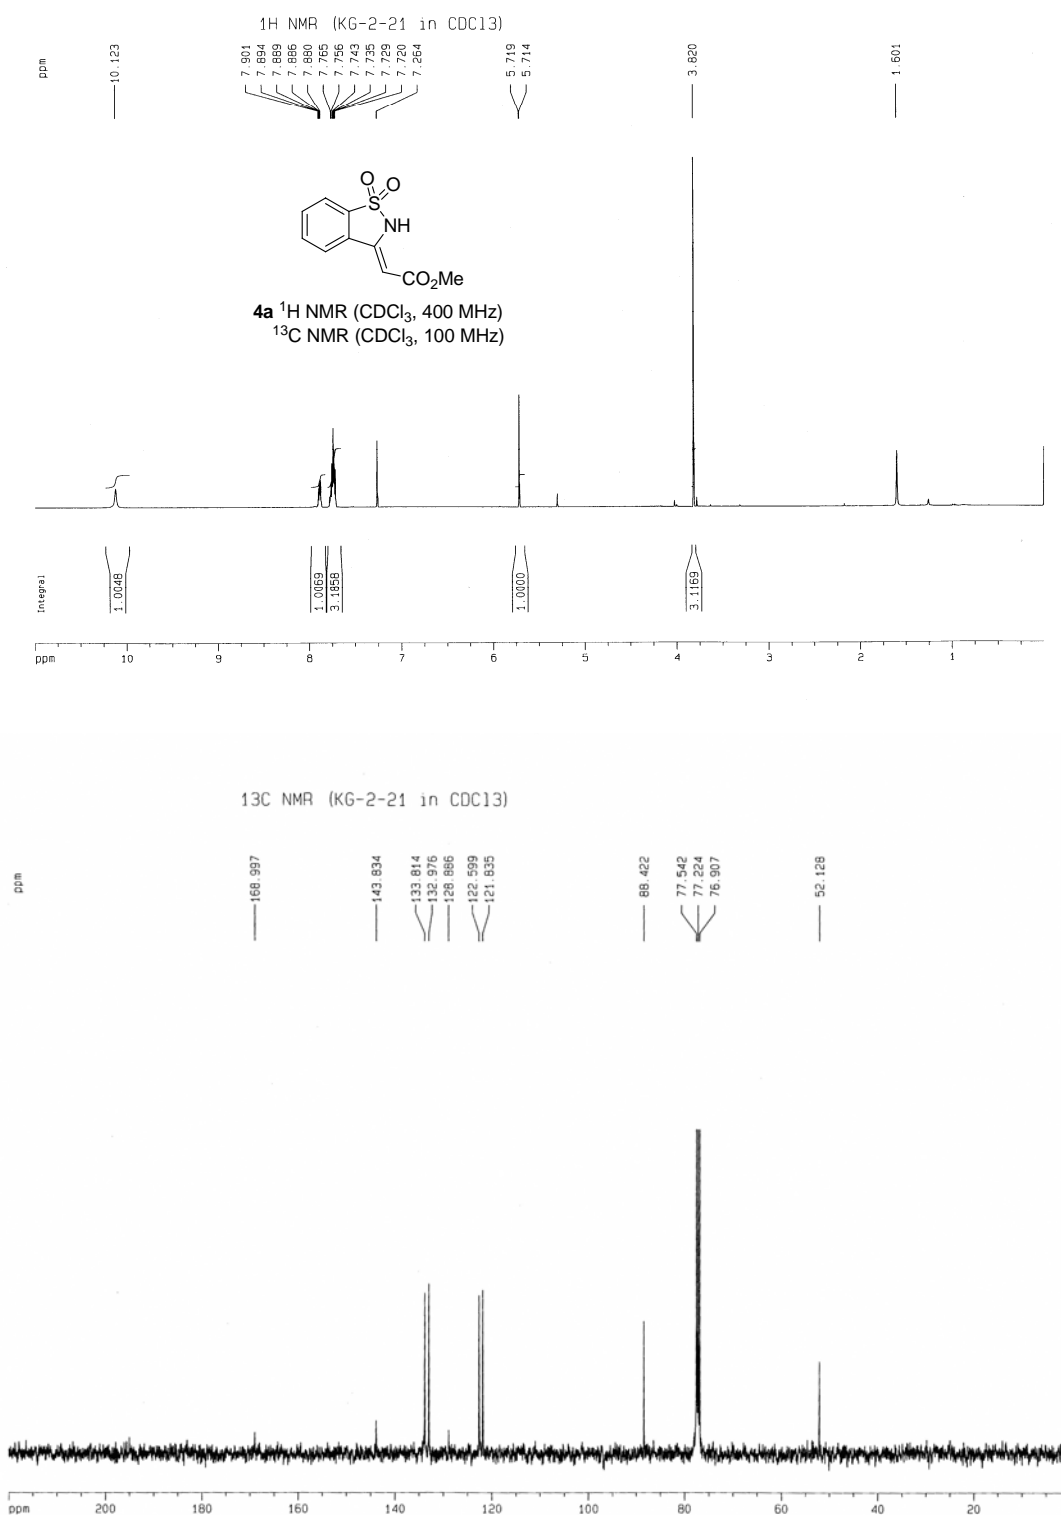 1H NMR (KG-2-21 in CDCl3)
ppm
10.123
7.901
7.894
7.889
7.886
7.880
7.765
7.756
7.743
7.735
7.729
7.720
7.264
5.719
5.714
3.820
1.601
O O
S
NH
CO2Me
4a 1H NMR (CDCl3, 400 MHz)
13C NMR (CDCl3, 100 MHz)
Integral
1.0048
1.0069
3.1858
1.0000
3.1169
ppm 10 9 8 7 6 5 4 3 2 1
13C NMR (KG-2-21 in CDCl3)
ppm
168.997
143.834
133.814
132.976
128.886
122.599
121.835
88.422
77.542
77.224
76.907
52.128
ppm 200 180 160 140 120 100 80 60 40 20